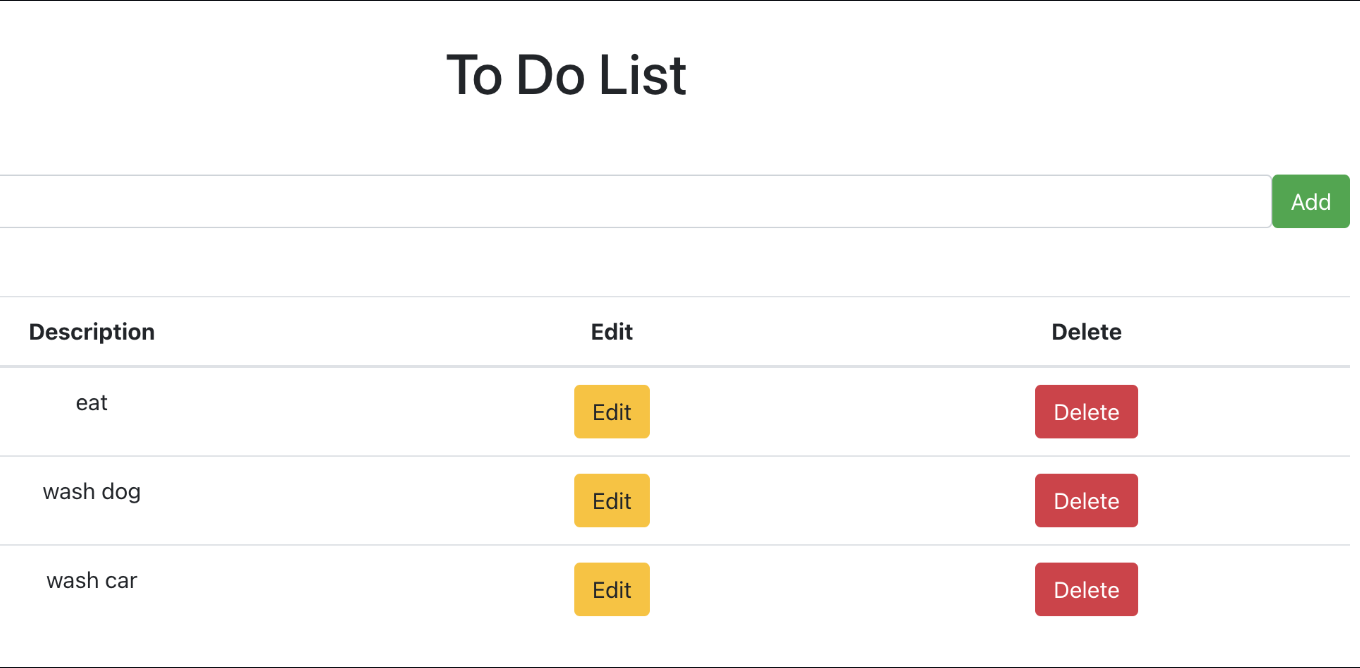 To Do List
Add
Description Edit Delete
eat Edit Delete
wash dog Edit Delete
wash car Edit Delete